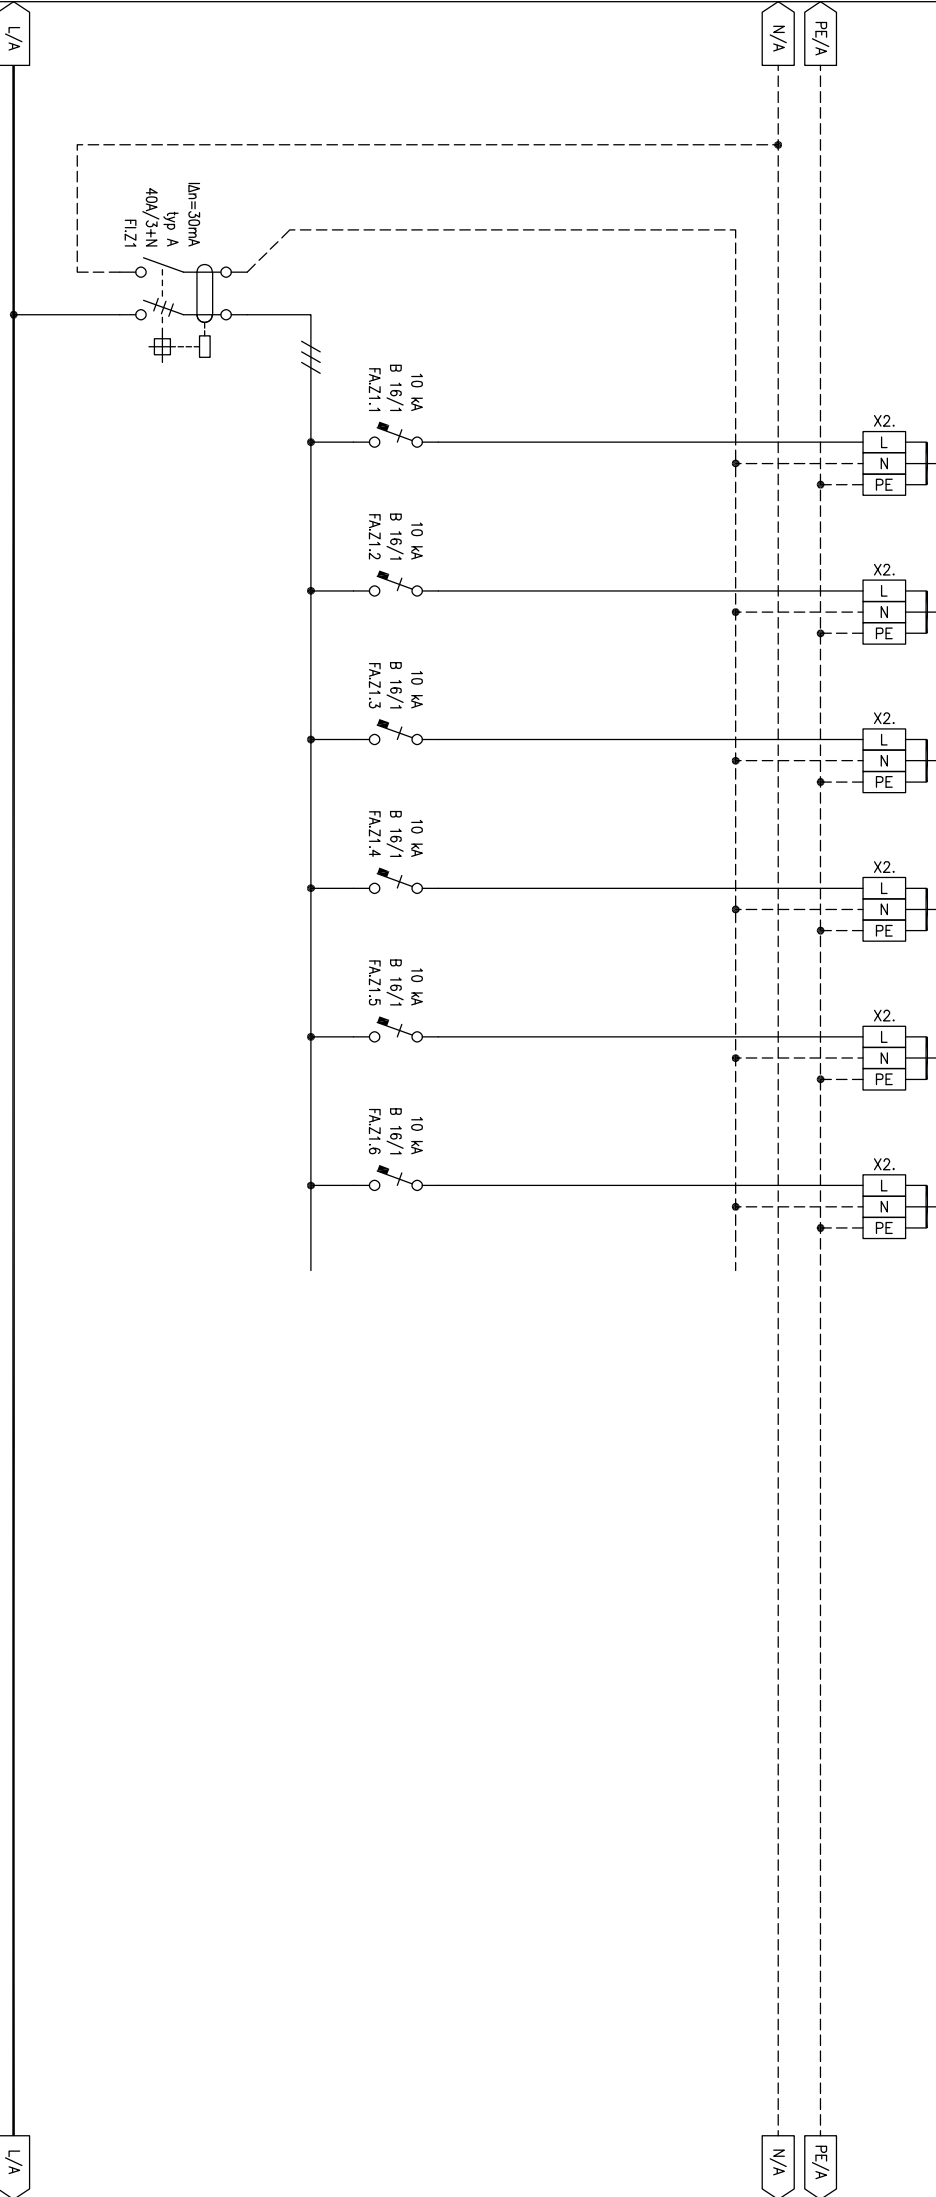 L/A
N/A
PE/A
IΔn=30mA
typ A
40A/3+N
FI.Z1
10 kA
B 16/1
FA.Z1.1
X2.
L
N
PE
10 kA
B 16/1
FA.Z1.2
X2.
L
N
PE
10 kA
B 16/1
FA.Z1.3
X2.
L
N
PE
10 kA
B 16/1
FA.Z1.4
X2.
L
N
PE
10 kA
B 16/1
FA.Z1.5
X2.
L
N
PE
10 kA
B 16/1
FA.Z1.6
X2.
L
N
PE
L/A
N/A
PE/A